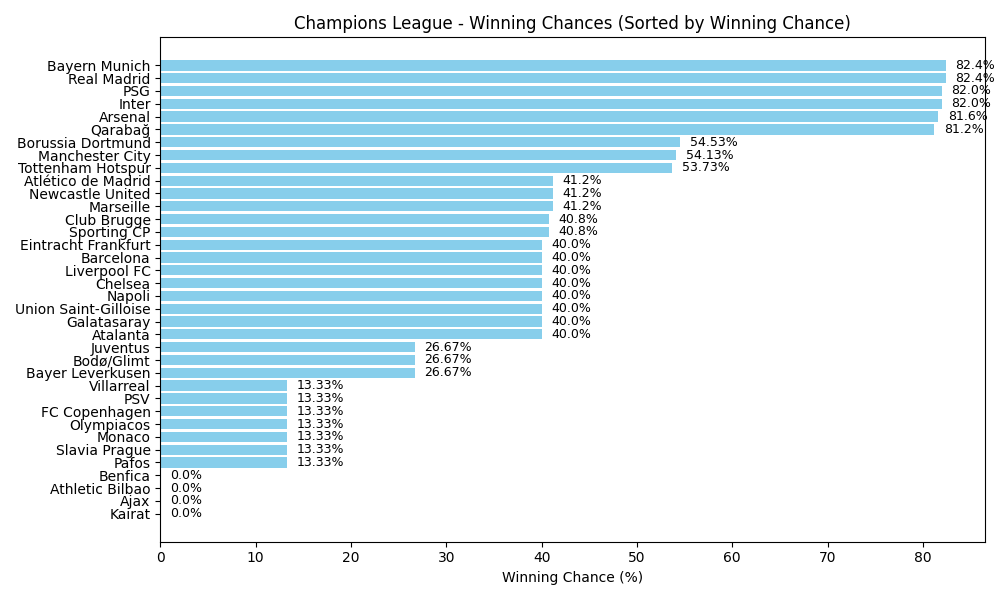 Champions League - Winning Chances (Sorted by Winning Chance)
Bayern Munich 82.4%
Real Madrid 82.4%
PSG 82.0%
Inter 82.0%
Arsenal 81.6%
Qarabağ 81.2%
Borussia Dortmund 54.53%
Manchester City 54.13%
Tottenham Hotspur 53.73%
Atlético de Madrid 41.2%
Newcastle United 41.2%
Marseille 41.2%
Club Brugge 40.8%
Sporting CP 40.8%
Eintracht Frankfurt 40.0%
Barcelona 40.0%
Liverpool FC 40.0%
Chelsea 40.0%
Napoli 40.0%
Union Saint-Gilloise 40.0%
Galatasaray 40.0%
Atalanta 40.0%
Juventus 26.67%
Bodø/Glimt 26.67%
Bayer Leverkusen 26.67%
Villarreal 13.33%
PSV 13.33%
FC Copenhagen 13.33%
Olympiacos 13.33%
Monaco 13.33%
Slavia Prague 13.33%
Pafos 13.33%
Benfica 0.0%
Athletic Bilbao 0.0%
Ajax 0.0%
Kairat 0.0%
0 10 20 30 40 50 60 70 80
Winning Chance (%)